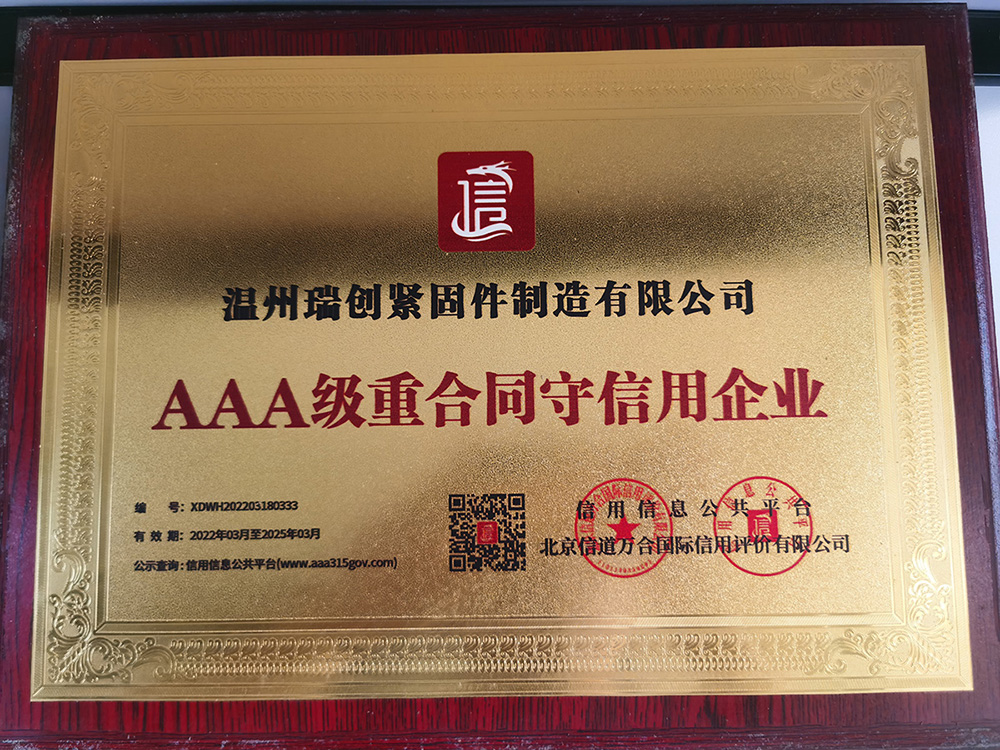 信
温州瑞创紧固件制造有限公司
AAA级重合同守信用企业
编 号：XDWH202203180333
有效期：2022年03月至2025年03月
公示查询：信用信息公共平台(www.aaa315gov.com)
信用信息公共平台
北京信道万合国际信用评价有限公司